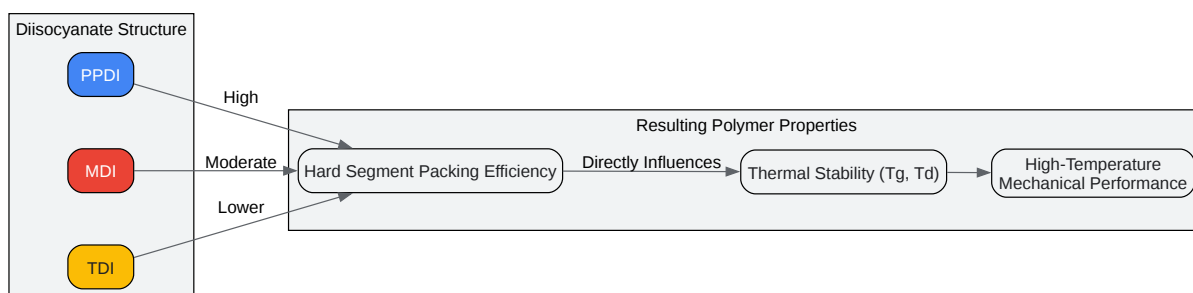 Diisocyanate Structure
PPDI
High
Resulting Polymer Properties
MDI
Moderate
Hard Segment Packing Efficiency
Directly Influences
Thermal Stability (Tg, Td)
High-Temperature
Mechanical Performance
Lower
TDI